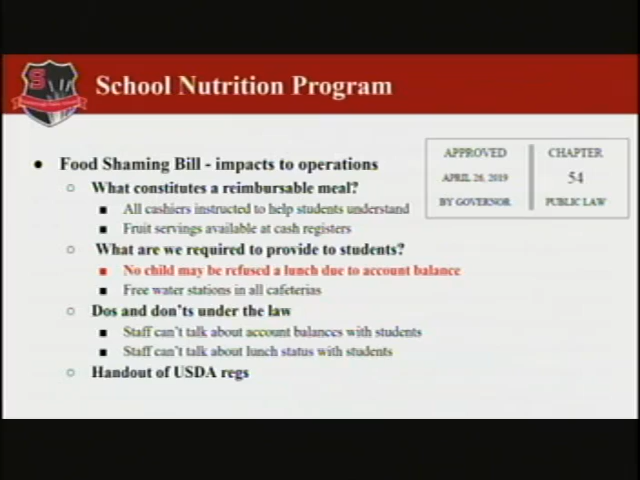 School Nutrition Program
APPROVED
APRIL 26, 2019
BY GOVERNOR
CHAPTER
54
PUBLIC LAW
Food Shaming Bill - impacts to operations
What constitutes a reimbursable meal?
All cashiers instructed to help students understand
Fruit servings available at cash registers
What are we required to provide to students?
No child may be refused a lunch due to account balance
Free water stations in all cafeterias
Dos and don'ts under the law
Staff can't talk about account balances with students
Staff can't talk about lunch status with students
Handout of USDA regs